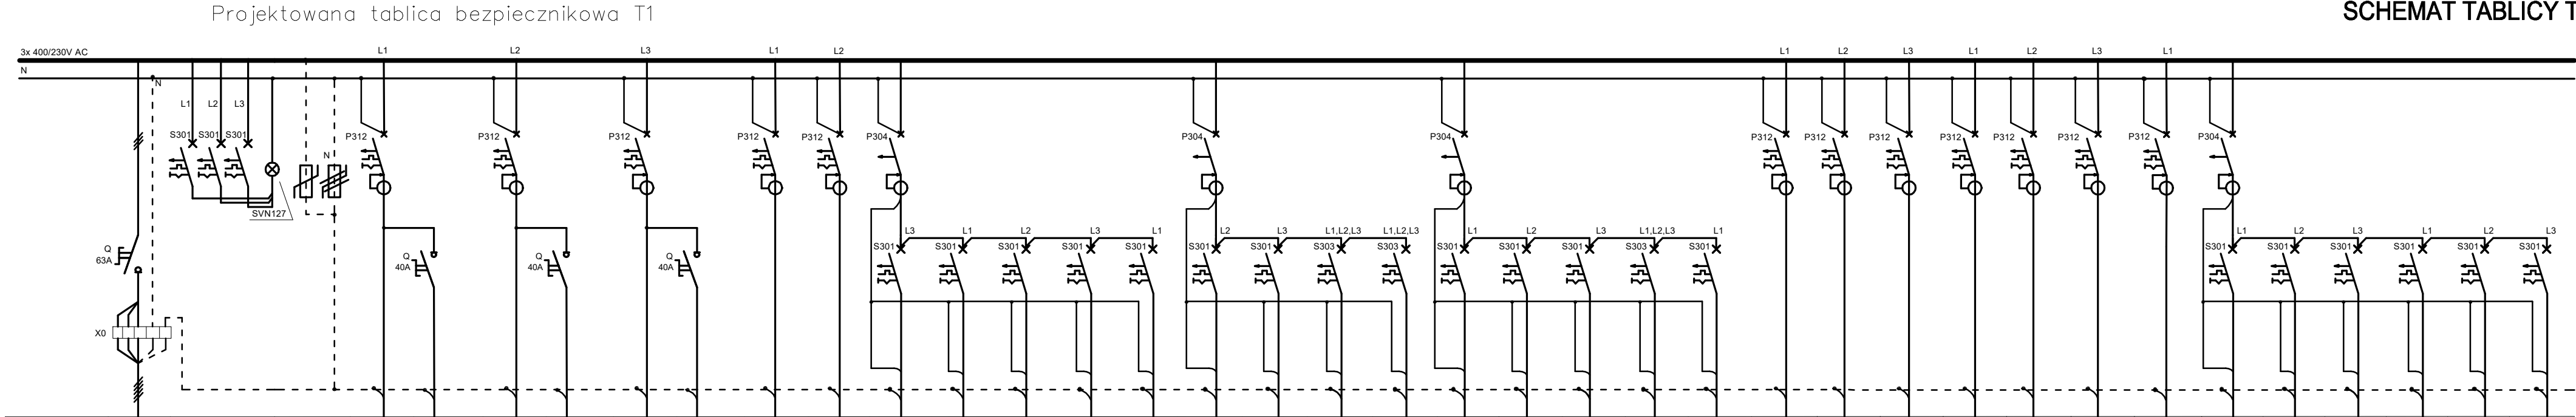 Projektowana tablica bezpiecznikowa T1
SCHEMAT TABLICY T
3x 400/230V AC
L1 L2 L3 L1 L2 L1 L2 L3 L1 L2 L3 L1
N
N
L1 L2 L3
S301 S301 S301 P312 P312 P312 P312 P312 P304 P304 P304 P312 P312 P312 P312 P312 P312 P312 P304
N
SVN127
L3 L1 L2 L3 L1 L2 L3 L1,L2,L3 L1,L2,L3 L1 L2 L3 L1,L2,L3 L1 L1 L2 L3 L1 L2 L3
Q Q Q Q
63A 40A 40A 40A
S301 S301 S301 S301 S301 S301 S301 S303 S303 S301 S301 S301 S303 S301 S301 S301 S301 S301 S301 S301
X0